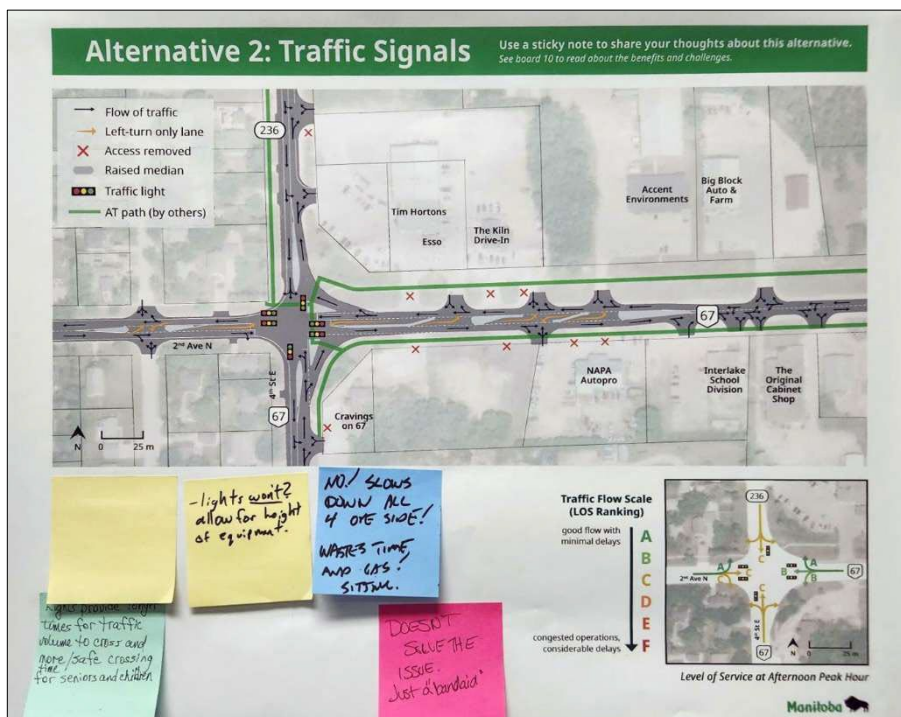 Alternative 2: Traffic Signals
Use a sticky note to share your thoughts about this alternative.
See board 10 to read about the benefits and challenges.
Flow of traffic
Left-turn only lane
Access removed
Raised median
Traffic light
AT path (by others)
236
Tim Hortons
Esso
The Kiln
Drive-In
Accent
Environments
Big Block
Auto &
Farm
67
2nd Ave N
4th St E
67
Cravings
on 67
NAPA
Autopro
Interlake
School
Division
The
Original
Cabinet
Shop
N
0 25 m
-lights won't?
allow for height
of equipment.
NO! SLOWS
DOWN ALL
4 SIDE!
WASTES TIME
AND GAS!
SITTING.
lights provide longer
times for traffic
volume to cross and
more/safe crossing
time
for seniors and children
DOESN'T
SOLVE THE
ISSUE.
Just a "bandaid"
Traffic Flow Scale
(LOS Ranking)
good flow with
minimal delays
A
B
C
D
E
F
congested operations,
considerable delays
236
C
A
C
B
B
67
2nd Ave N
A
C
4th St E
67
N
0 25 m
Level of Service at Afternoon Peak Hour
Manitoba